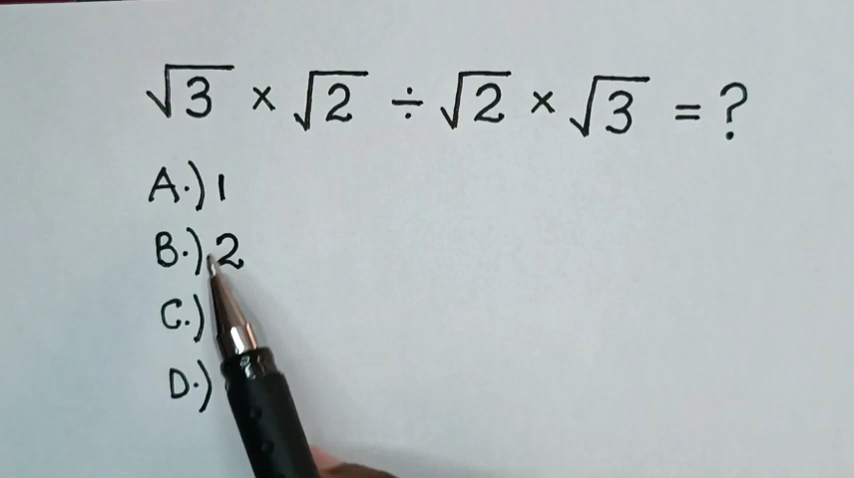 √3 × √2 ÷ √2 × √3 = ?
A.) 1
B.) 2
C.)
D.)